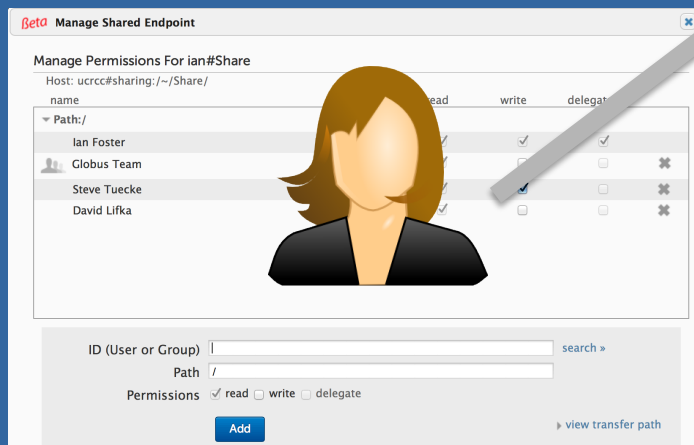 Beta Manage Shared Endpoint
Manage Permissions For ian#Share
Host: ucrcc#sharing:/~/Share/
name write
Path:/
Ian Foster
Globus Team
Steve Tuecke
David Lifka
ID (User or Group) search »
Path /
Permissions read write delegate
Add view transfer path